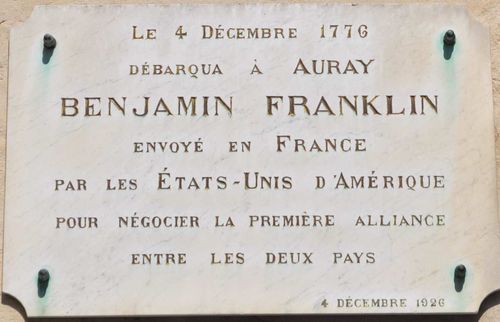 Le 4 Décembre 1776
débarqua à Auray
BENJAMIN FRANKLIN
envoyé en France
par les États-Unis d'Amérique
pour négocier la première alliance
entre les deux pays
4 Décembre 1926